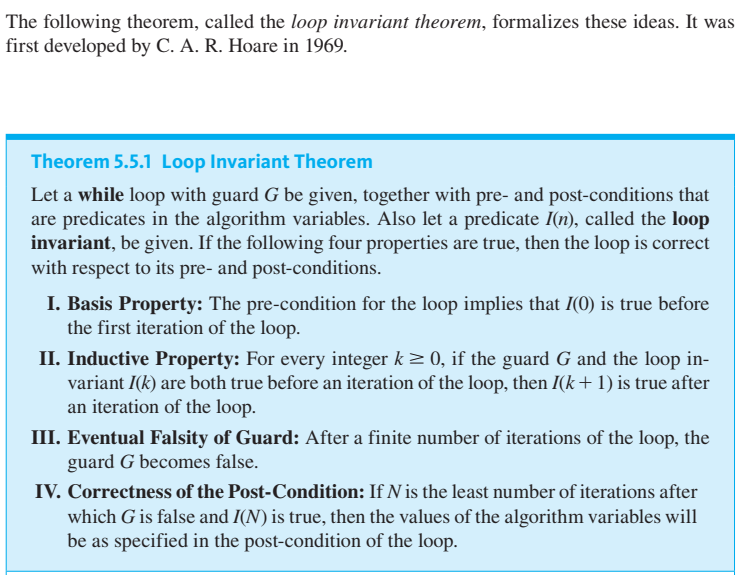 The following theorem, called the loop invariant theorem, formalizes these ideas. It was
first developed by C. A. R. Hoare in 1969.
Theorem 5.5.1 Loop Invariant Theorem
Let a while loop with guard G be given, together with pre- and post-conditions that
are predicates in the algorithm variables. Also let a predicate I(n), called the loop
invariant, be given. If the following four properties are true, then the loop is correct
with respect to its pre- and post-conditions.
I. Basis Property: The pre-condition for the loop implies that I(0) is true before
the first iteration of the loop.
II. Inductive Property: For every integer k ≥ 0, if the guard G and the loop in-
variant I(k) are both true before an iteration of the loop, then I(k + 1) is true after
an iteration of the loop.
III. Eventual Falsity of Guard: After a finite number of iterations of the loop, the
guard G becomes false.
IV. Correctness of the Post-Condition: If N is the least number of iterations after
which G is false and I(N) is true, then the values of the algorithm variables will
be as specified in the post-condition of the loop.